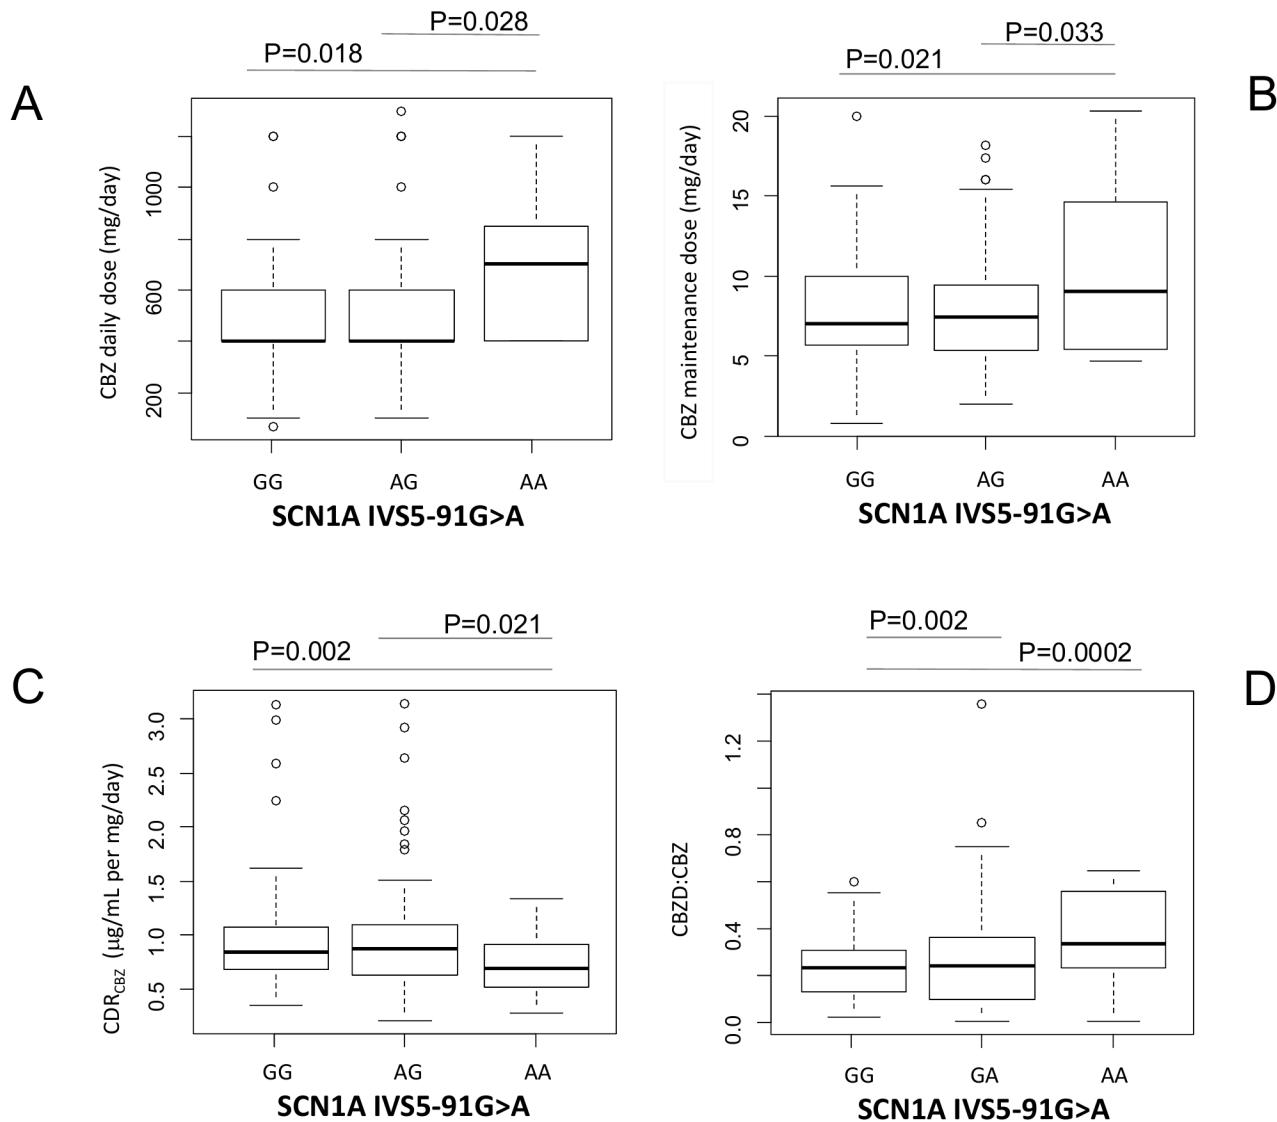 P=0.028
P=0.018
A
CBZ daily dose (mg/day)
1000
600
200
GG AG AA
SCN1A IVS5-91G>A
P=0.033
P=0.021
B
CBZ maintenance dose (mg/day)
20
15
10
5
0
GG AG AA
SCN1A IVS5-91G>A
P=0.021
P=0.002
C
CDRCBZ (µg/mL per mg/day)
3.0
2.5
2.0
1.5
1.0
0.5
GG AG AA
SCN1A IVS5-91G>A
P=0.002
P=0.0002
D
CBZD:CBZ
1.2
0.8
0.4
0.0
GG GA AA
SCN1A IVS5-91G>A